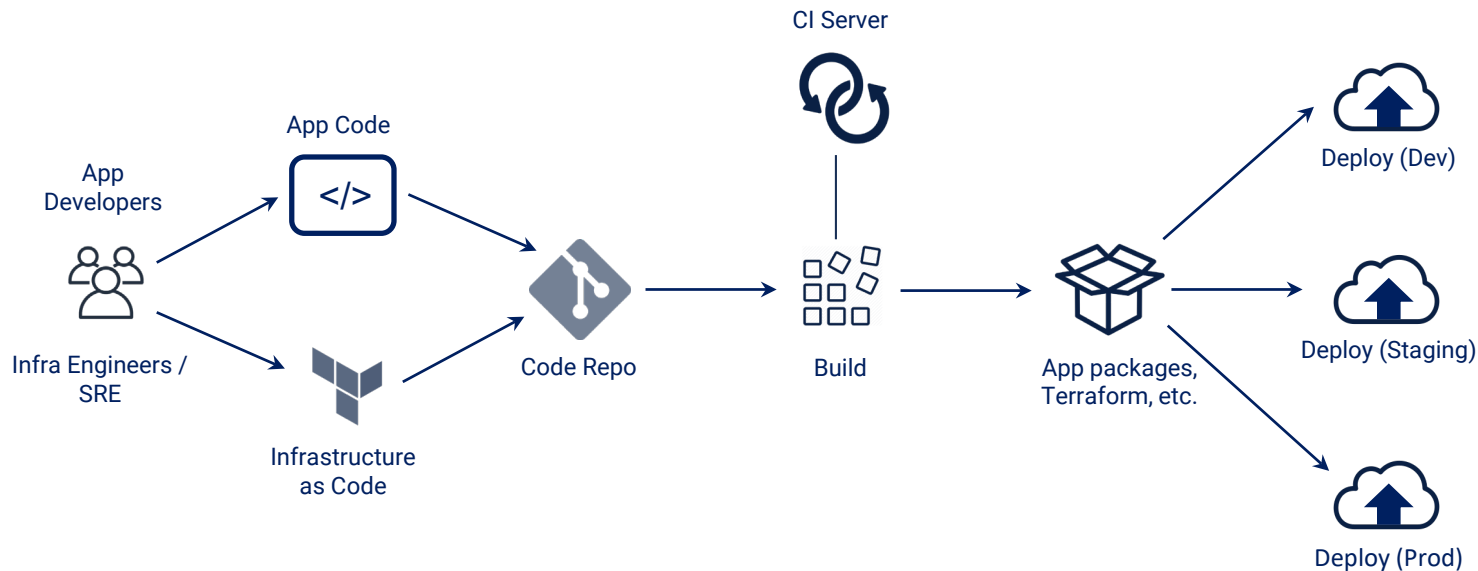 CI Server
App Code
</>
App
Developers
Infra Engineers /
SRE
Infrastructure
as Code
Code Repo
Build
App packages,
Terraform, etc.
Deploy (Dev)
Deploy (Staging)
Deploy (Prod)